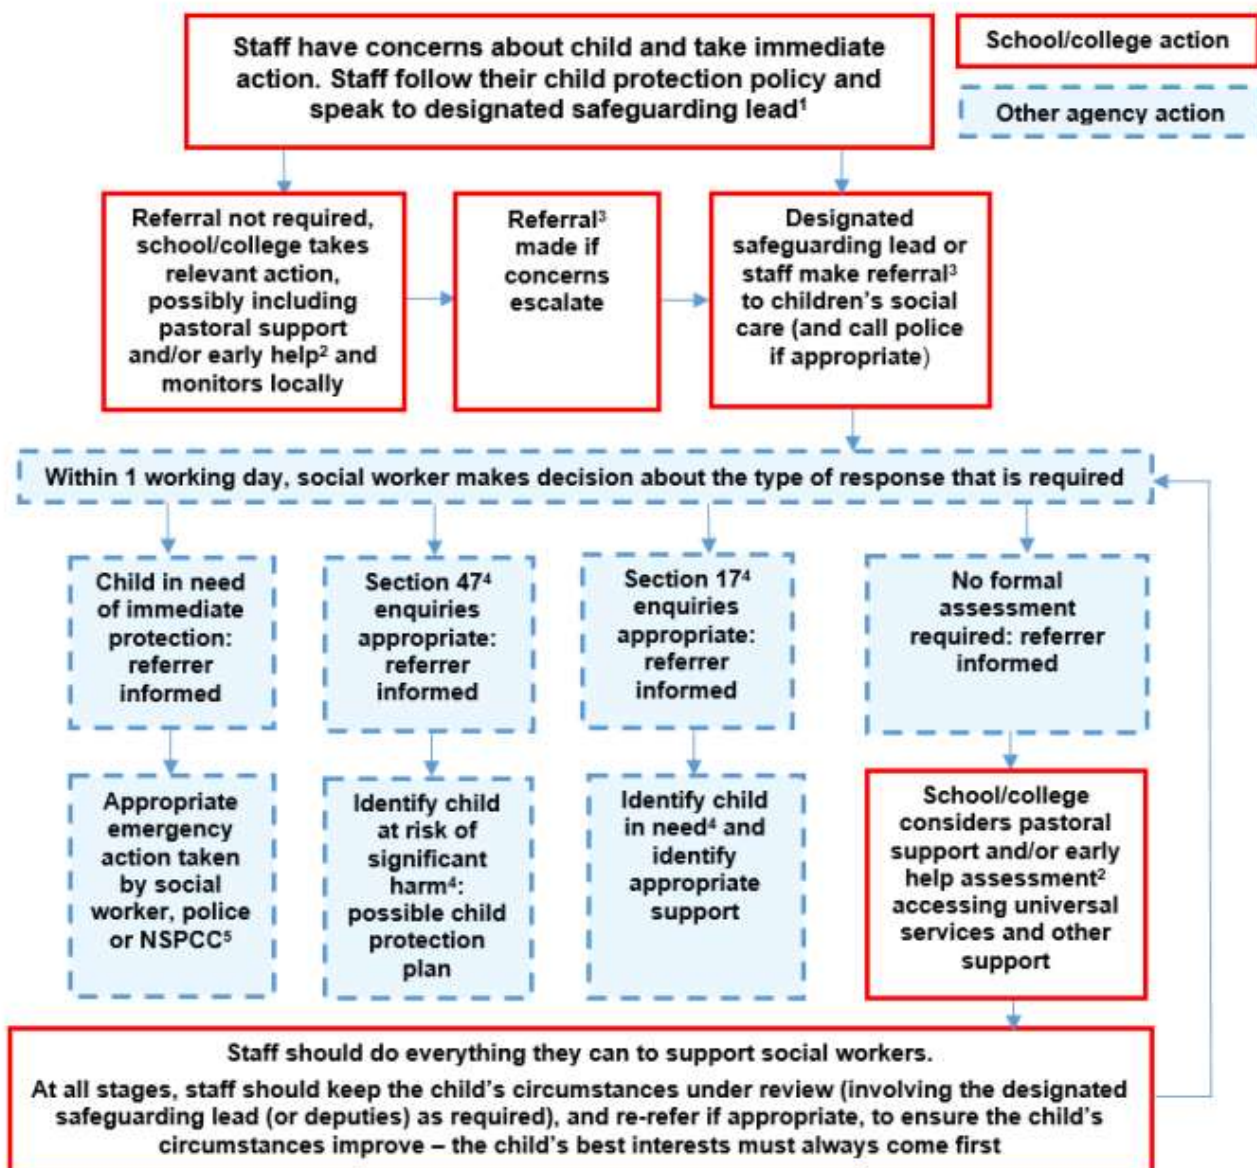 Staff have concerns about child and take immediate
action. Staff follow their child protection policy and
speak to designated safeguarding lead¹
School/college action
Other agency action
Referral not required,
school/college takes
relevant action,
possibly including
pastoral support
and/or early help² and
monitors locally
Referral³
made if
concerns
escalate
Designated
safeguarding lead or
staff make referral³
to children’s social
care (and call police
if appropriate)
Within 1 working day, social worker makes decision about the type of response that is required
Child in need
of immediate
protection:
referrer
informed
Section 47⁴
enquiries
appropriate:
referrer
informed
Section 17⁴
enquiries
appropriate:
referrer
informed
No formal
assessment
required: referrer
informed
Appropriate
emergency
action taken
by social
worker, police
or NSPCC⁵
Identify child
at risk of
significant
harm⁴:
possible child
protection
plan
Identify child
in need⁴ and
identify
appropriate
support
School/college
considers pastoral
support and/or early
help assessment²
accessing universal
services and other
support
Staff should do everything they can to support social workers.
At all stages, staff should keep the child’s circumstances under review (involving the designated
safeguarding lead (or deputies) as required), and re-refer if appropriate, to ensure the child’s
circumstances improve – the child’s best interests must always come first